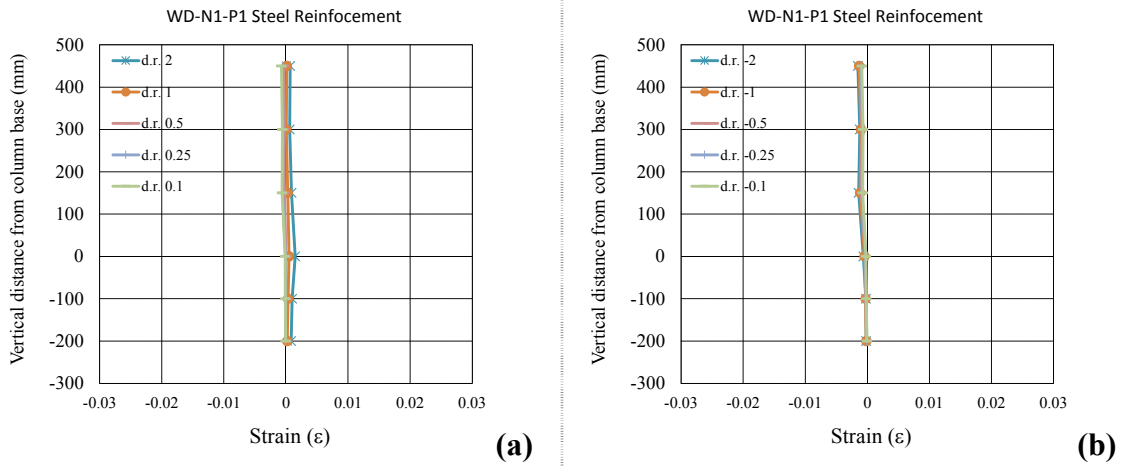 WD-N1-P1 Steel Reinfocement
Vertical distance from column base (mm)
500
400
300
200
100
0
-100
-200
-300
d.r. 2
d.r. 1
d.r. 0.5
d.r. 0.25
d.r. 0.1
-0.03 -0.02 -0.01 0 0.01 0.02 0.03
Strain (ε)
(a)
WD-N1-P1 Steel Reinfocement
Vertical distance from column base (mm)
500
400
300
200
100
0
-100
-200
-300
d.r. -2
d.r. -1
d.r. -0.5
d.r. -0.25
d.r. -0.1
-0.03 -0.02 -0.01 0 0.01 0.02 0.03
Strain (ε)
(b)